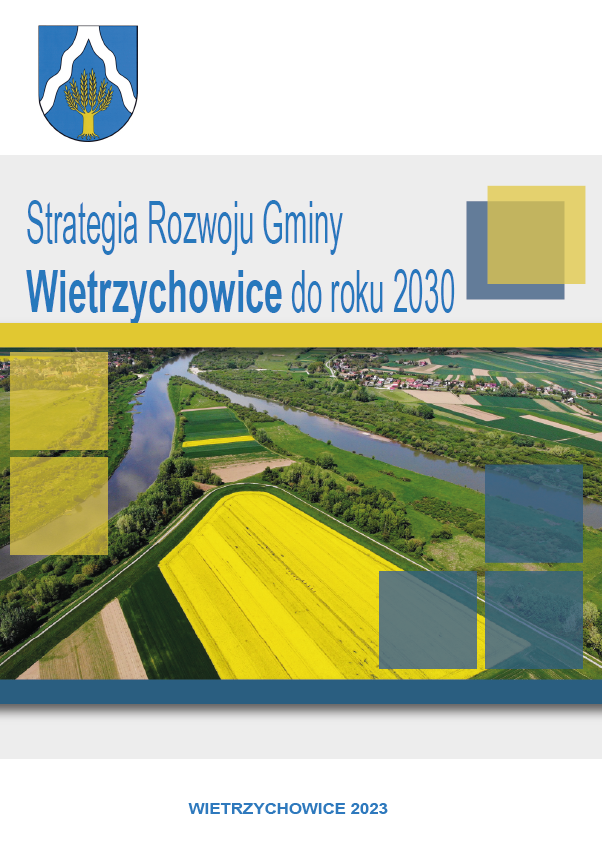 Strategia Rozwoju Gminy
Wietrzychowice do roku 2030
WIETRZYCHOWICE 2023